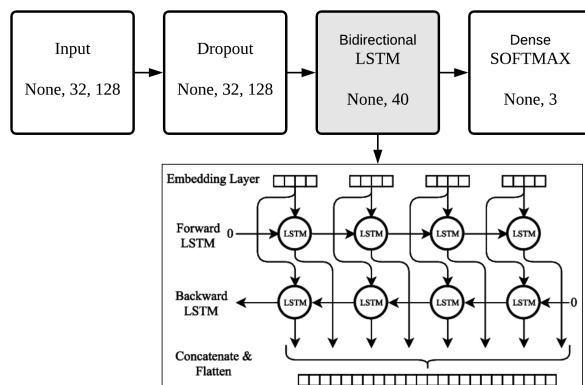 Input
None, 32, 128
Dropout
None, 32, 128
Bidirectional
LSTM
None, 40
Dense
SOFTMAX
None, 3
Embedding Layer
Forward
LSTM
0
LSTM
LSTM
LSTM
LSTM
Backward
LSTM
LSTM
LSTM
LSTM
LSTM
0
Concatenate &
Flatten